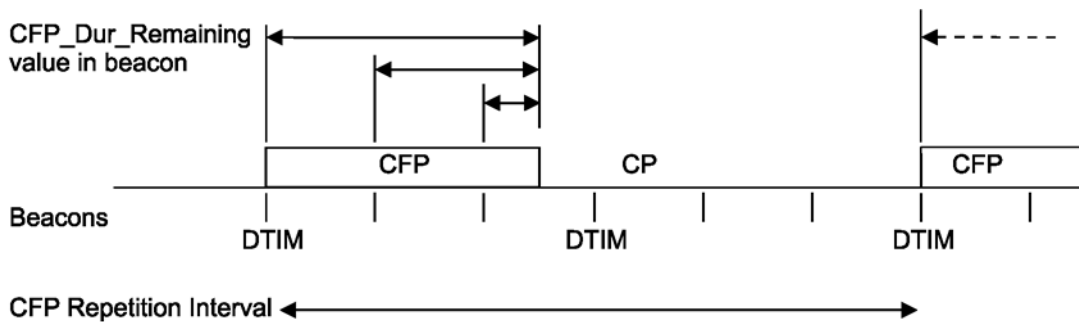 CFP_Dur_Remaining
value in beacon
CFP CP CFP
Beacons
DTIM DTIM DTIM
CFP Repetition Interval